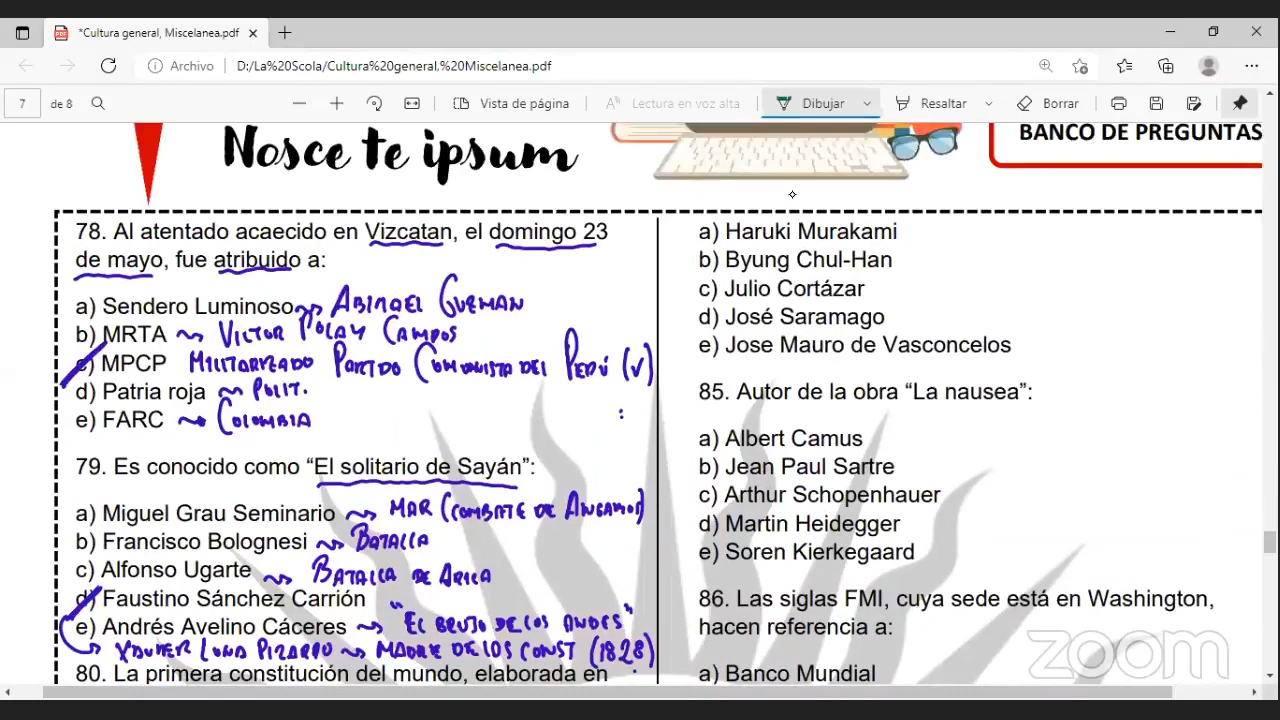 *Cultura general, Miscelanea.pdf
Archivo
D:/La%20Scola/Cultura%20general,%20Miscelanea.pdf
7
de 8
Vista de página
Lectura en voz alta
Dibujar
Resaltar
Borrar
Nosce te ipsum
BANCO DE PREGUNTAS
78. Al atentado acaecido en Vizcatan, el domingo 23
de mayo, fue atribuido a:
a) Sendero Luminoso ABIMAEL GUZMAN
b) MRTA VICTOR POLAY CAMPOS
c) MPCP MILITARIZADO PARTIDO COMUNISTA DEL PERÚ (V)
d) Patria roja POLIT.
e) FARC COLOMBIA
79. Es conocido como “El solitario de Sayán”:
a) Miguel Grau Seminario MAR (COMBATE DE ANGAMOS)
b) Francisco Bolognesi BATALLA
c) Alfonso Ugarte BATALLA DE ARICA
d) Faustino Sánchez Carrión
e) Andrés Avelino Cáceres "EL BRUJO DE LOS ANDES"
LUNA PIZARRO MADRE DE LOS CONST (1828)
80. La primera constitución del mundo, elaborada en
a) Haruki Murakami
b) Byung Chul-Han
c) Julio Cortázar
d) José Saramago
e) Jose Mauro de Vasconcelos
85. Autor de la obra “La nausea”:
a) Albert Camus
b) Jean Paul Sartre
c) Arthur Schopenhauer
d) Martin Heidegger
e) Soren Kierkegaard
86. Las siglas FMI, cuya sede está en Washington,
hacen referencia a:
a) Banco Mundial
zoom